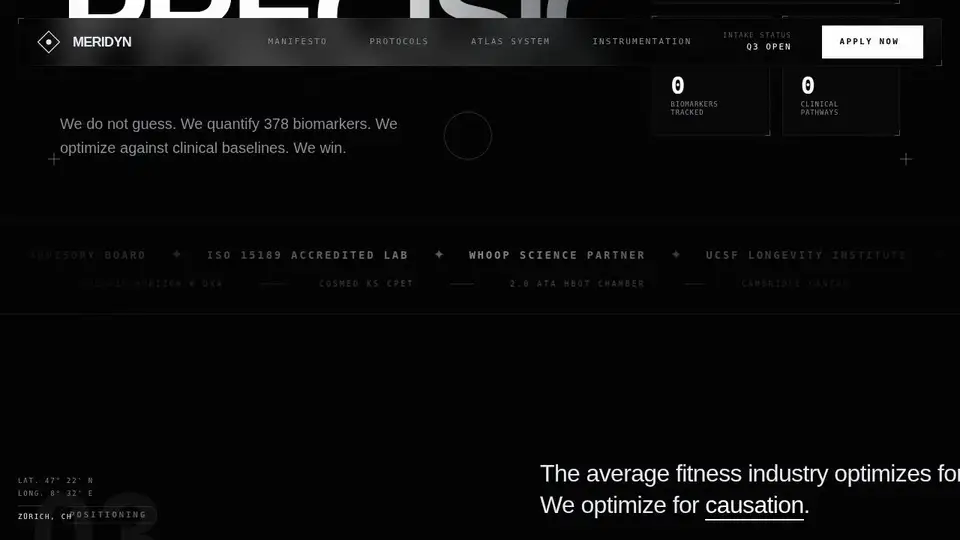 PRECISIC
MERIDYN
MANIFESTO
PROTOCOLS
ATLAS SYSTEM
INSTRUMENTATION
INTAKE STATUS
Q3 OPEN
APPLY NOW
0
BIOMARKERS
TRACKED
0
CLINICAL
PATHWAYS
We do not guess. We quantify 378 biomarkers. We
optimize against clinical baselines. We win.
BOARD ✦ ISO 15189 ACCREDITED LAB ✦ WHOOP SCIENCE PARTNER ✦ UCSF LONGEVITY INSTITUTE
COSMED K5 CPET — 2.0 ATA HBOT CHAMBER —
The average fitness industry optimizes for
We optimize for causation.
LAT. 47° 22' N
LONG. 8° 32' E
ZÜRICH, CH
POSITIONING
03